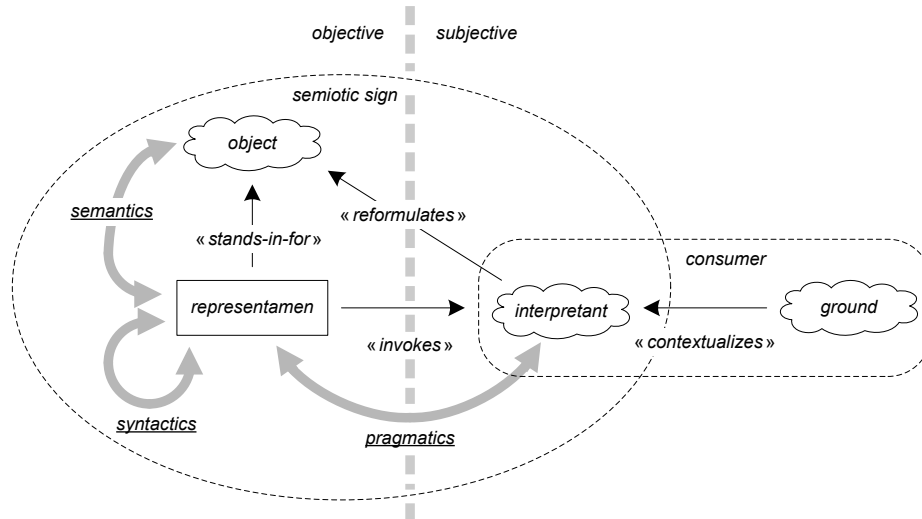 objective subjective
semiotic sign
object
semantics
« reformulates »
« stands-in-for »
consumer
representamen
interpretant
ground
« invokes »
« contextualizes »
syntactics
pragmatics